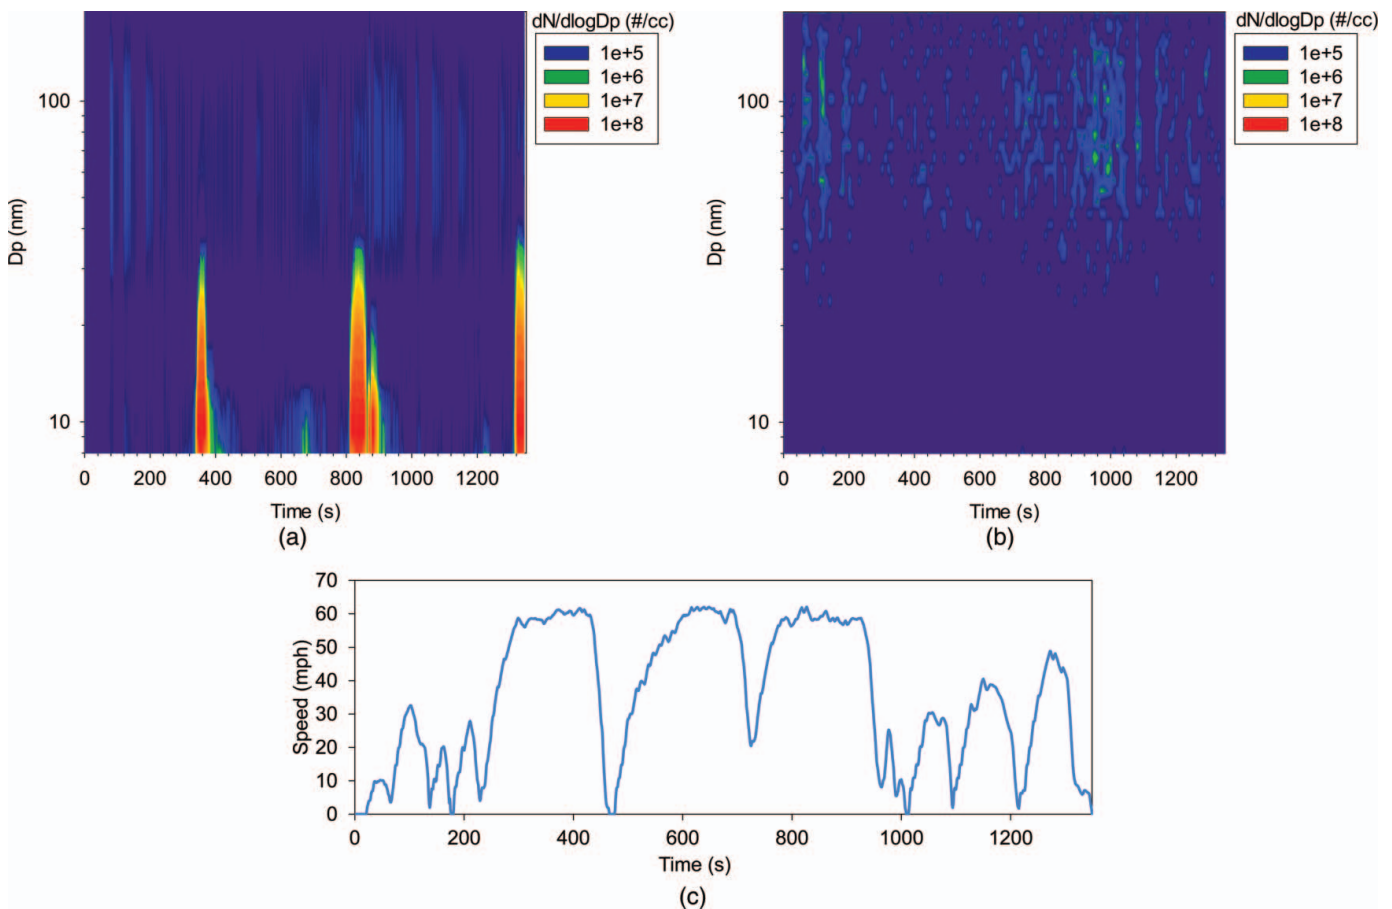 dN/dlogDp (#/cc)
1e+5
1e+6
1e+7
1e+8
100
10
Dp (nm)
0 200 400 600 800 1000 1200
Time (s)
(a)
dN/dlogDp (#/cc)
1e+5
1e+6
1e+7
1e+8
100
10
Dp (nm)
0 200 400 600 800 1000 1200
Time (s)
(b)
70
60
50
40
30
20
10
0
Speed (mph)
0 200 400 600 800 1000 1200
Time (s)
(c)